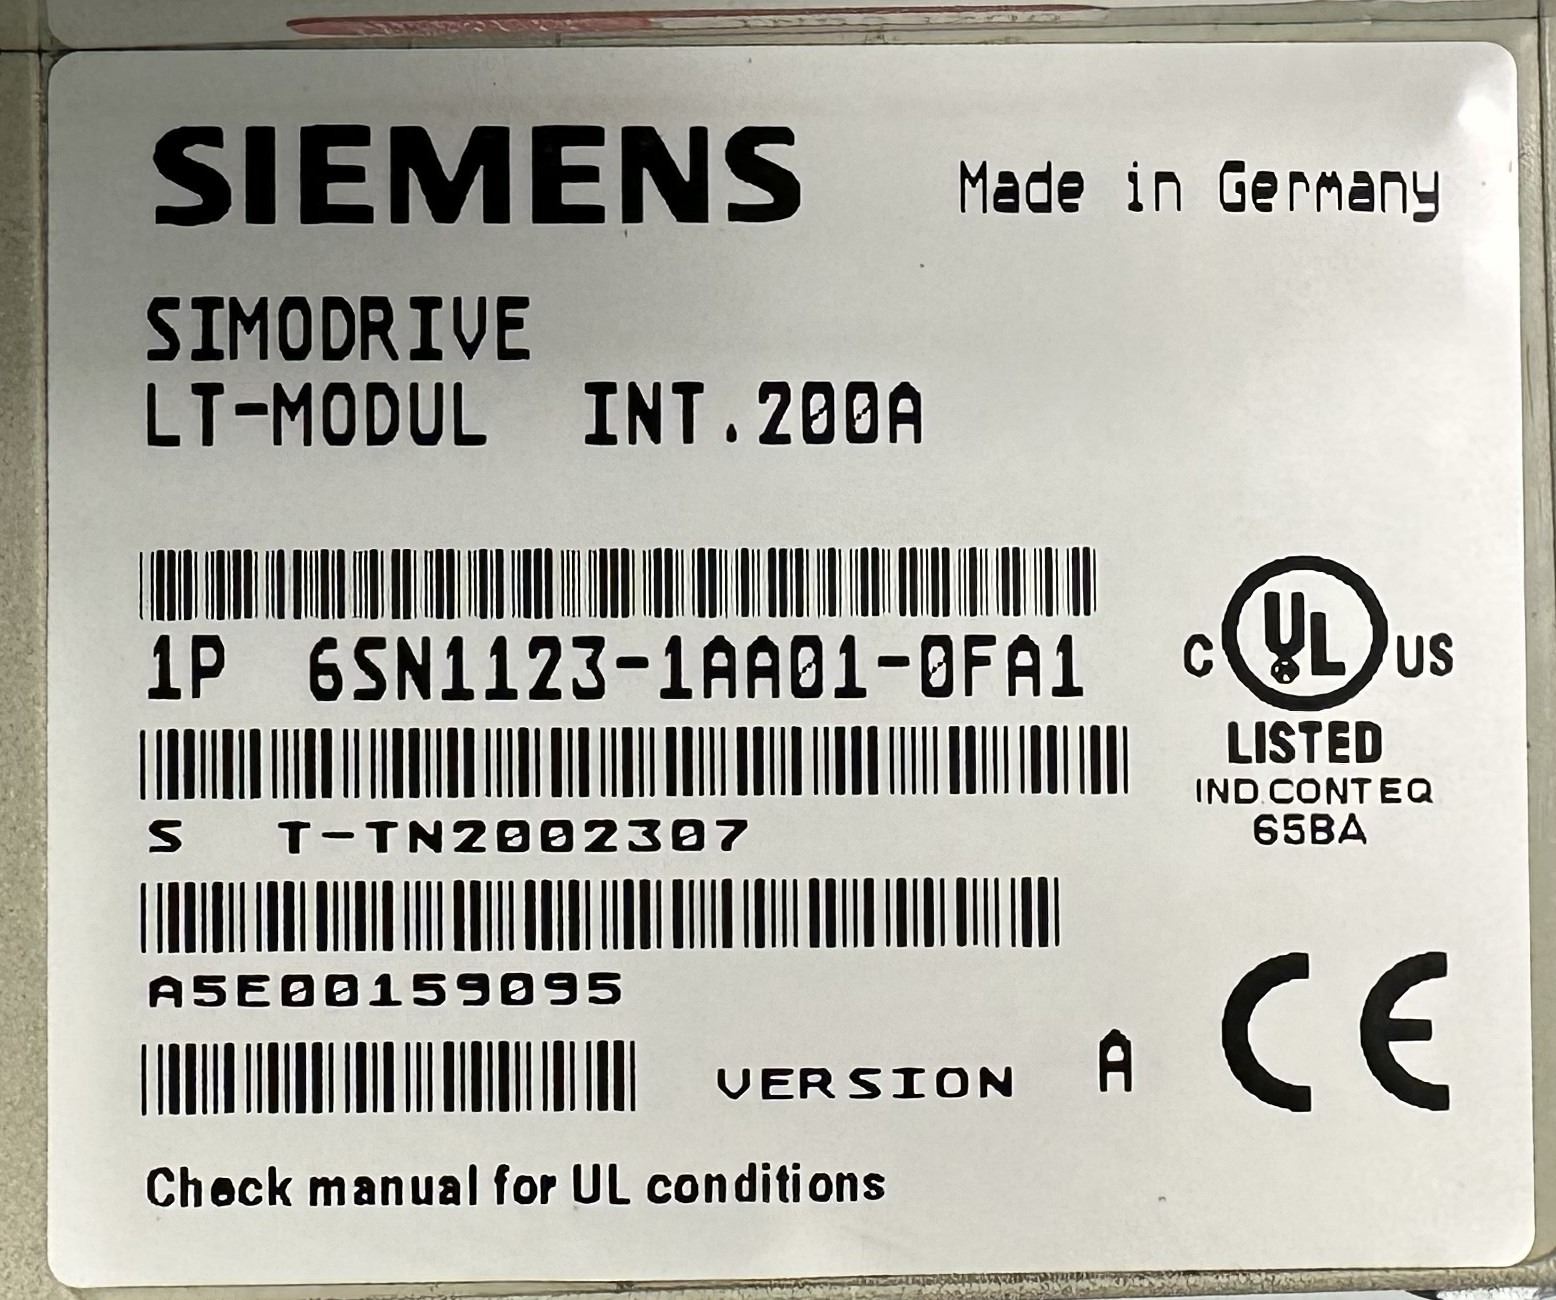 SIEMENS
Made in Germany
SIMODRIVE
LT-MODUL INT.200A
1P 6SN1123-1AA01-0FA1
C UL US
LISTED
IND.CONT EQ
65BA
S T-TN2002307
A5E00159095
VERSION A
CE
Check manual for UL conditions